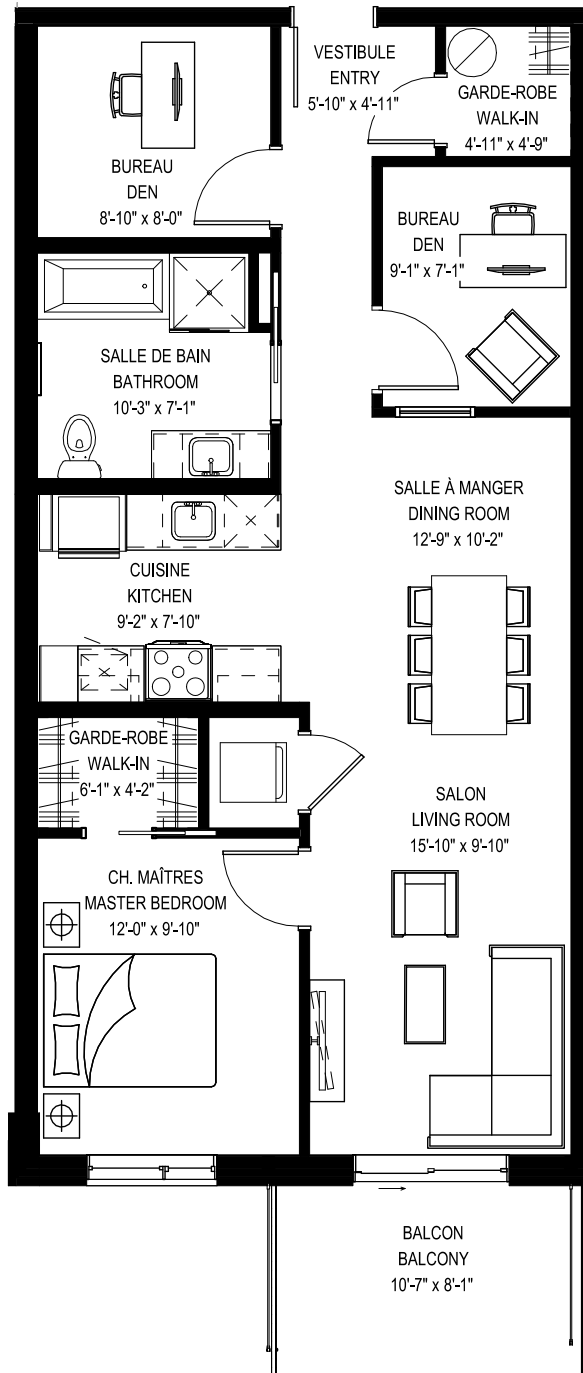 VESTIBULE
ENTRY
5'-10" x 4'-11"
GARDE-ROBE
WALK-IN
4'-11" x 4'-9"
BUREAU
DEN
8'-10" x 8'-0"
BUREAU
DEN
9'-1" x 7'-1"
SALLE DE BAIN
BATHROOM
10'-3" x 7'-1"
SALLE À MANGER
DINING ROOM
12'-9" x 10'-2"
CUISINE
KITCHEN
9'-2" x 7'-10"
GARDE-ROBE
WALK-IN
6'-1" x 4'-2"
SALON
LIVING ROOM
15'-10" x 9'-10"
CH. MAÎTRES
MASTER BEDROOM
12'-0" x 9'-10"
BALCON
BALCONY
10'-7" x 8'-1"